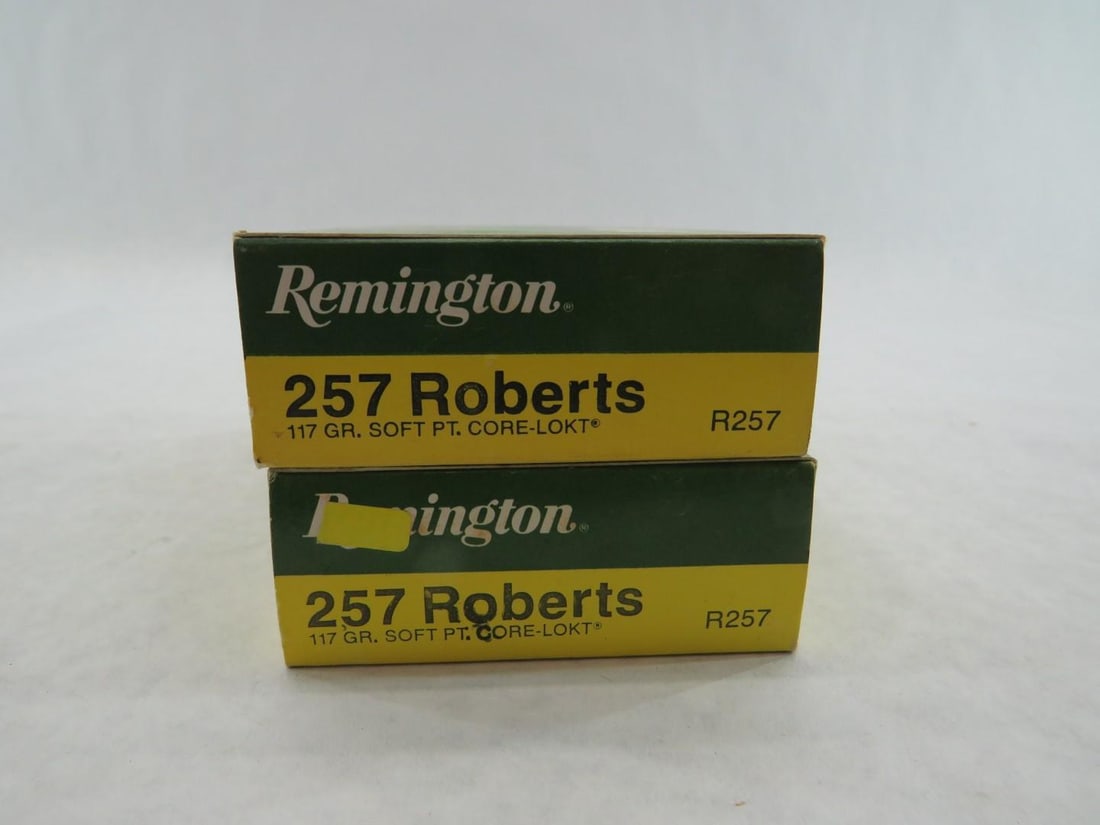 Remington®
257 Roberts
117 GR. SOFT PT. CORE-LOKT®
R257
ington®
257 Roberts
117 GR. SOFT PT. CORE-LOKT®
R257